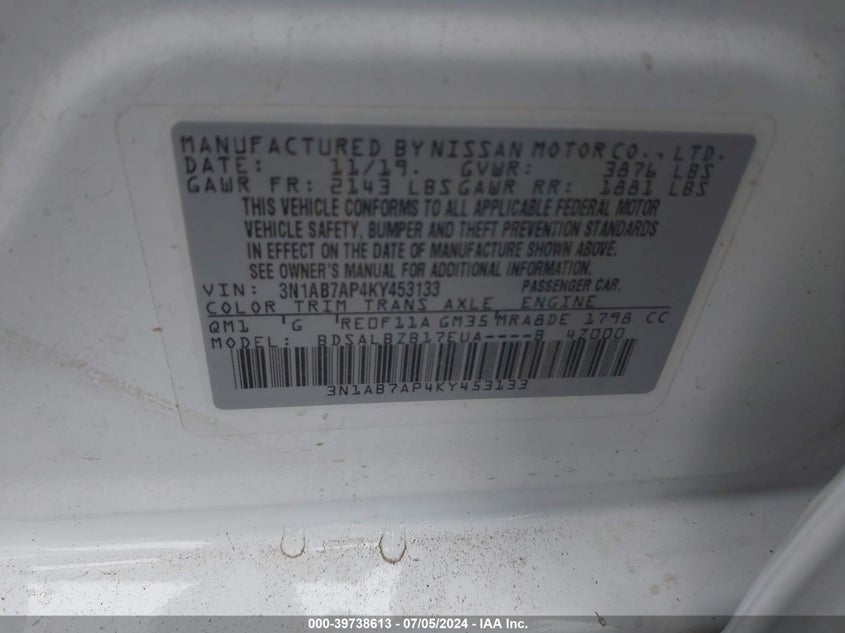 MANUFACTURED BY NISSAN MOTOR CO., LTD.
DATE: 11/19. GVWR: 3876 LBS
GAWR FR: 2143 LBS GAWR RR: 1881 LBS
THIS VEHICLE CONFORMS TO ALL APPLICABLE FEDERAL MOTOR
VEHICLE SAFETY, BUMPER AND THEFT PREVENTION STANDARDS
IN EFFECT ON THE DATE OF MANUFACTURE SHOWN ABOVE.
SEE OWNER'S MANUAL FOR ADDITIONAL INFORMATION.
VIN: 3N1AB7AP4KY453133 PASSENGER CAR.
COLOR TRIM TRANS AXLE ENGINE
QM1 G RE0F11A GM35 MRA8DE 1798 CC
MODEL: BDSALBZB17EUA----B 47000
3N1AB7AP4KY453133
000-39738613 - 07/05/2024 - IAA Inc.